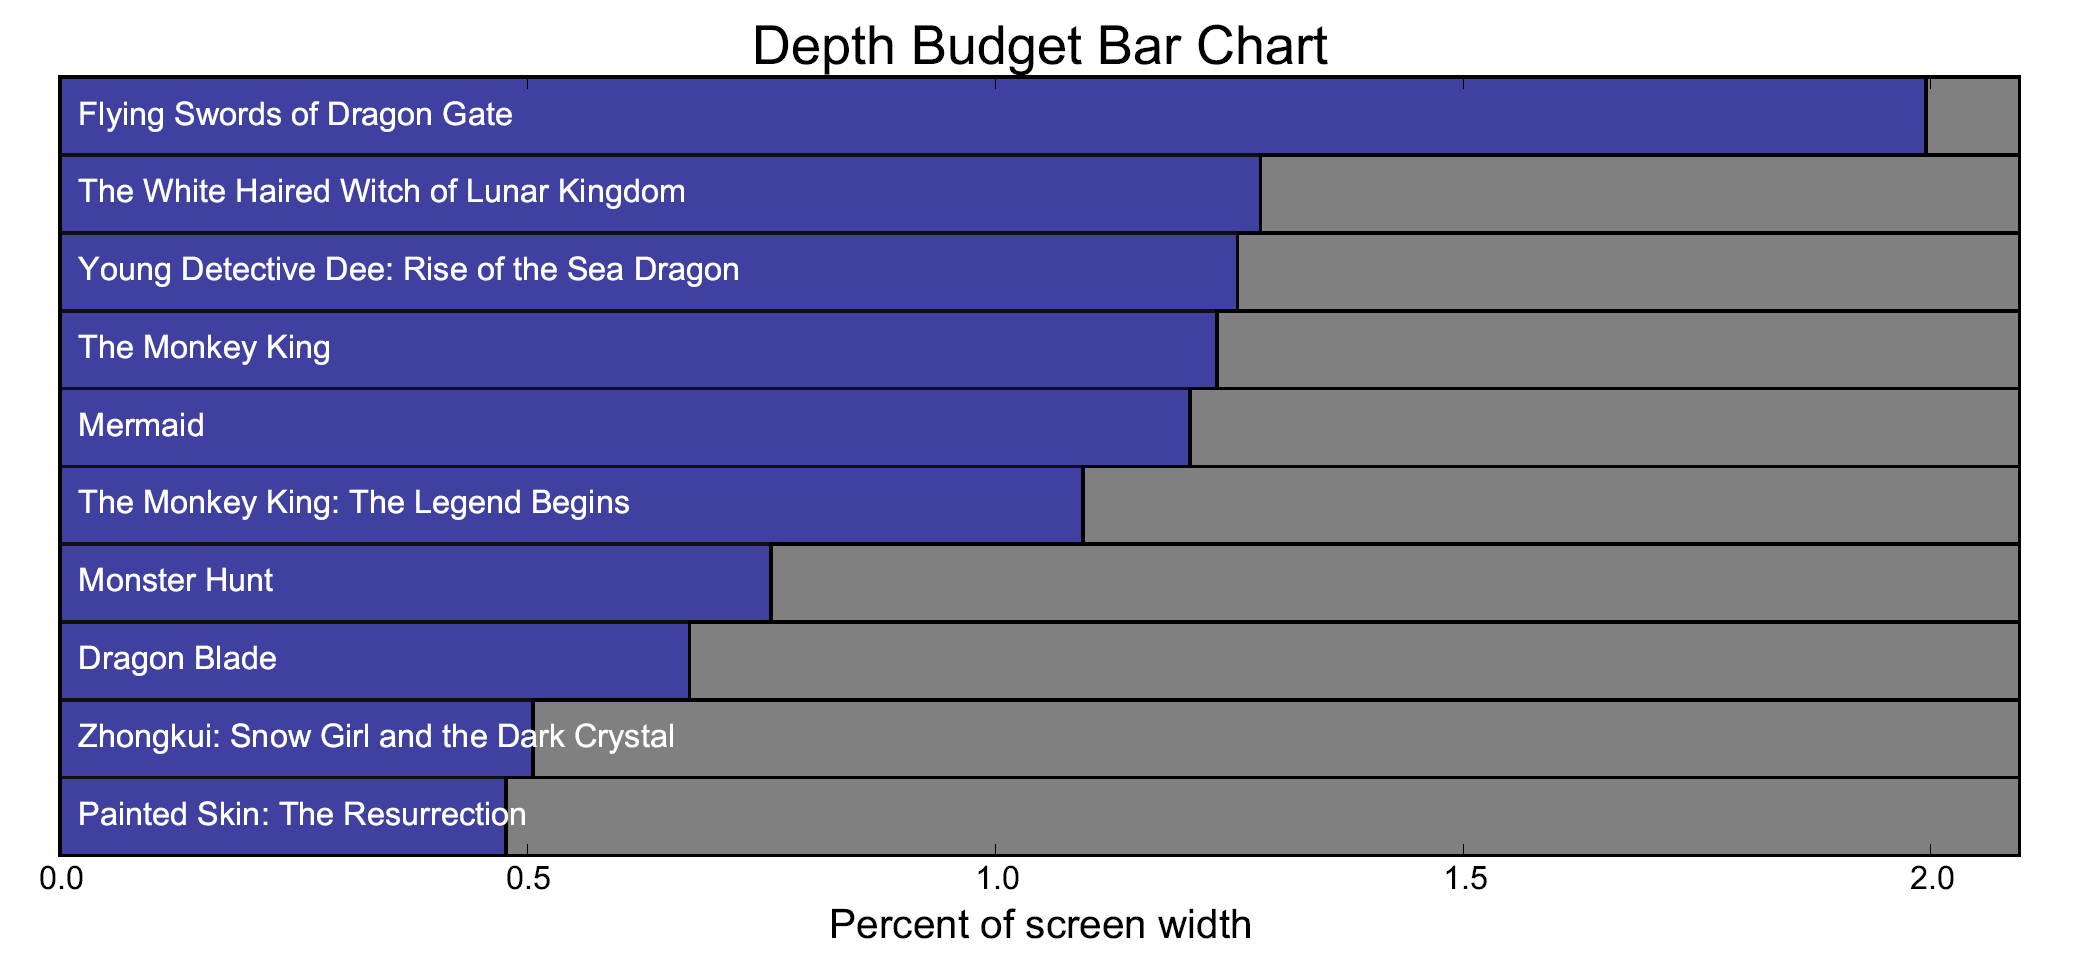 Depth Budget Bar Chart
Flying Swords of Dragon Gate
The White Haired Witch of Lunar Kingdom
Young Detective Dee: Rise of the Sea Dragon
The Monkey King
Mermaid
The Monkey King: The Legend Begins
Monster Hunt
Dragon Blade
Zhongkui: Snow Girl and the Dark Crystal
Painted Skin: The Resurrection
0.0 0.5 1.0 1.5 2.0
Percent of screen width